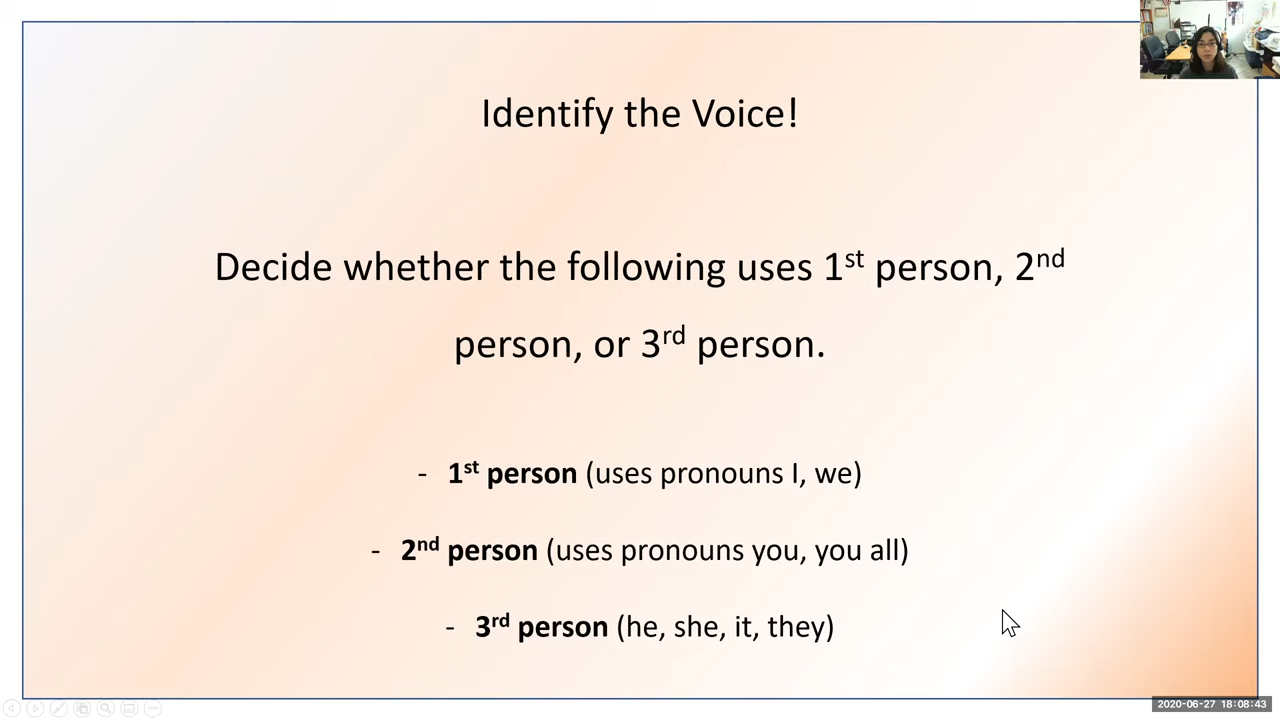 Identify the Voice!
Decide whether the following uses 1st person, 2nd
person, or 3rd person.
- 1st person (uses pronouns I, we)
- 2nd person (uses pronouns you, you all)
- 3rd person (he, she, it, they)
2020-06-27 18:08:43